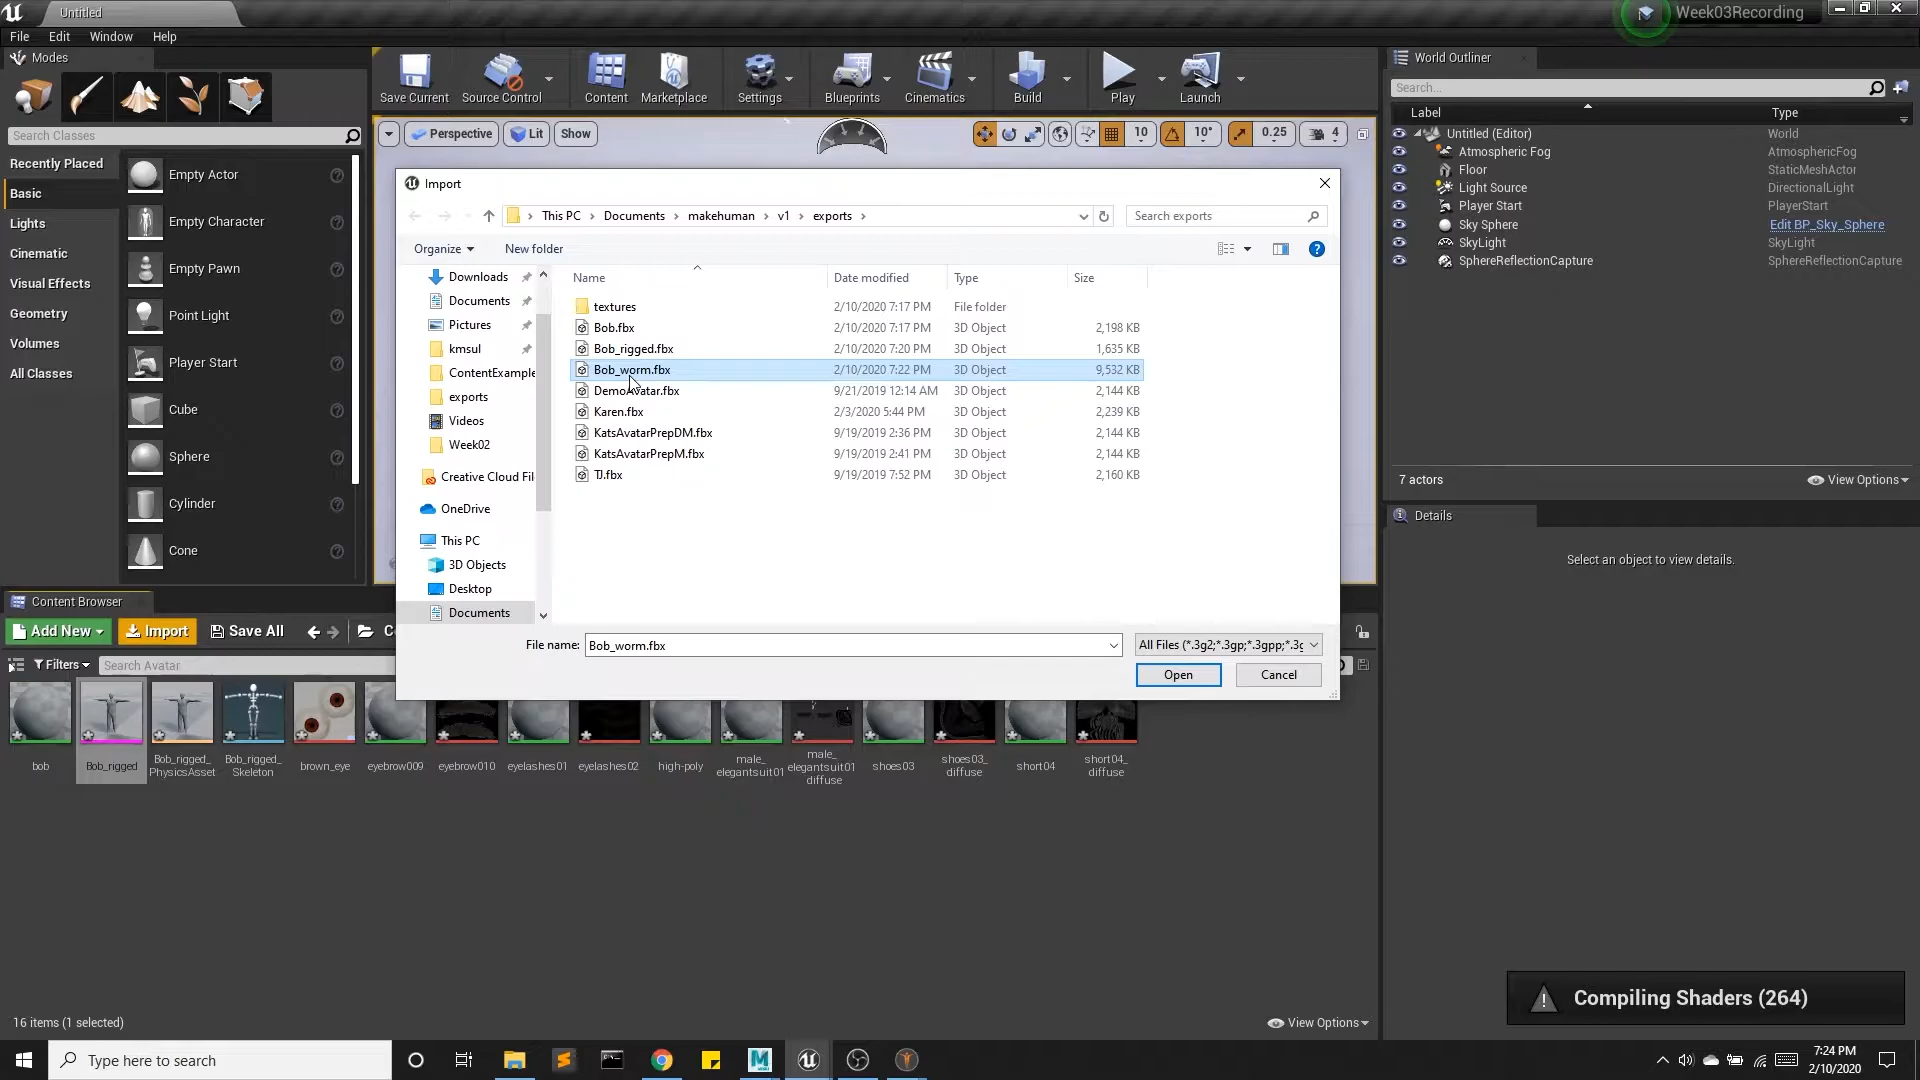 Untitled
Week03Recording
File Edit Window Help
Modes
Search Classes
Recently Placed
Basic
Lights
Cinematic
Visual Effects
Geometry
Volumes
All Classes
Empty Actor
Empty Character
Empty Pawn
Point Light
Player Start
Cube
Sphere
Cylinder
Cone
Save Current
Source Control
Content
Marketplace
Settings
Blueprints
Cinematics
Build
Play
Launch
Perspective Lit Show
10 10° 0.25 4
Import
This PC > Documents > makehuman > v1 > exports >
Search exports
Organize New folder
Downloads
Documents
Pictures
kmsul
ContentExample
exports
Videos
Week02
Creative Cloud Fil
OneDrive
This PC
3D Objects
Desktop
Documents
Name Date modified Type Size
textures 2/10/2020 7:17 PM File folder
Bob.fbx 2/10/2020 7:17 PM 3D Object 2,198 KB
Bob_rigged.fbx 2/10/2020 7:20 PM 3D Object 1,635 KB
Bob_worm.fbx 2/10/2020 7:22 PM 3D Object 9,532 KB
DemoAvatar.fbx 9/21/2019 12:14 AM 3D Object 2,144 KB
Karen.fbx 2/3/2020 5:44 PM 3D Object 2,239 KB
KatsAvatarPrepDM.fbx 9/19/2019 2:36 PM 3D Object 2,144 KB
KatsAvatarPrepM.fbx 9/19/2019 2:41 PM 3D Object 2,144 KB
TJ.fbx 9/19/2019 7:52 PM 3D Object 2,160 KB
File name: Bob_worm.fbx All Files (*.3g2;*.3gp;*.3gpp;*.3g
Open Cancel
World Outliner
Search...
Label Type
Untitled (Editor) World
Atmospheric Fog AtmosphericFog
Floor StaticMeshActor
Light Source DirectionalLight
Player Start PlayerStart
Sky Sphere Edit BP_Sky_Sphere
SkyLight SkyLight
SphereReflectionCapture SphereReflectionCapture
7 actors View Options
Details
Select an object to view details.
Content Browser
Add New Import Save All
Filters Search Avatar
bob
Bob_rigged
Bob_rigged_
PhysicsAsset
Bob_rigged_
Skeleton
brown_eye
eyebrow009
eyebrow010
eyelashes01
eyelashes02
high-poly
male_
elegantsuit01
male_
elegantsuit01
diffuse
shoes03
shoes03_
diffuse
short04
short04_
diffuse
16 items (1 selected) View Options
Compiling Shaders (264)
Type here to search
7:24 PM
2/10/2020